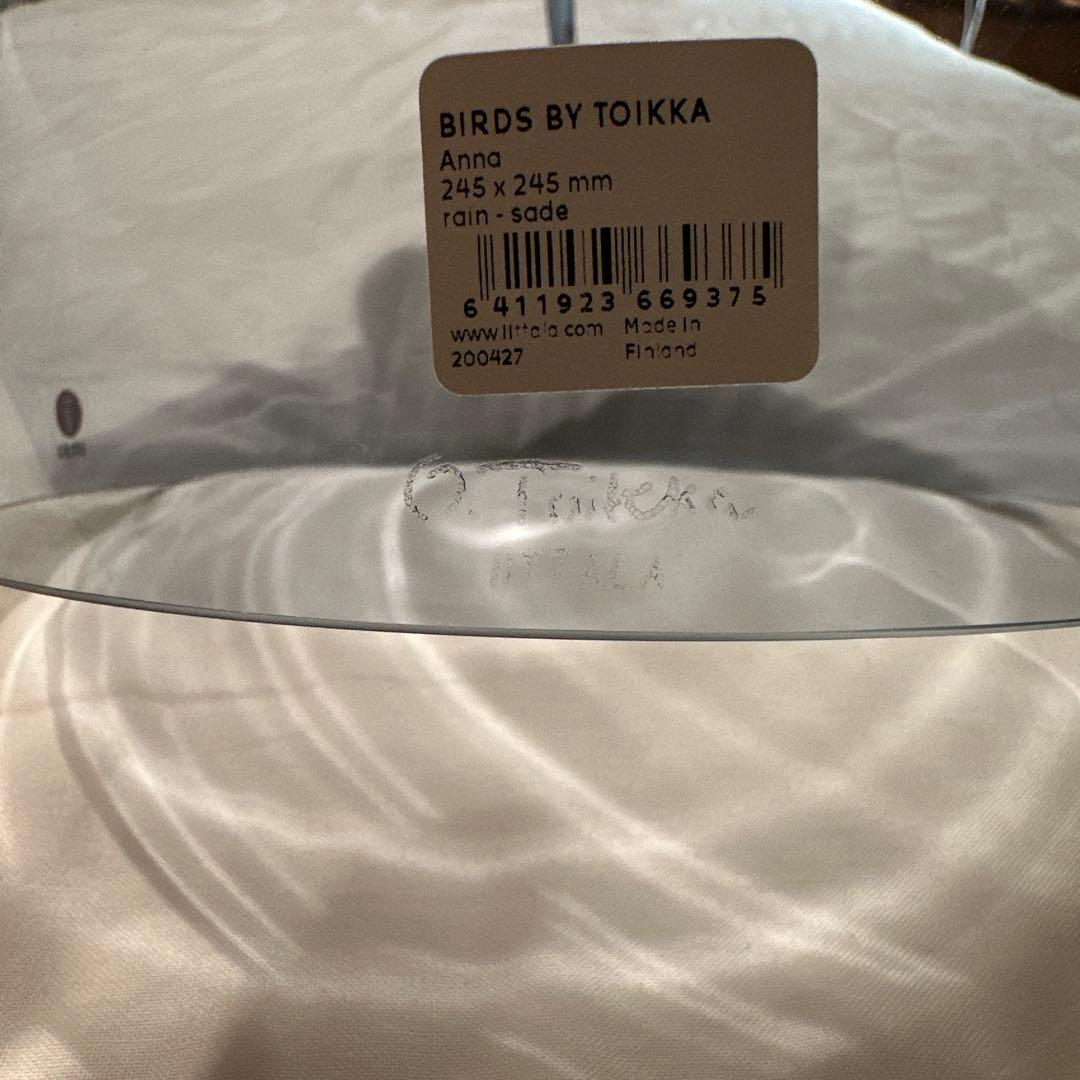 BIRDS BY TOIKKA
Anna
245 x 245 mm
rain - sade
6 411923 669375
www.iittala.com Made in
200427 Finland
O. Toikka
IITTALA